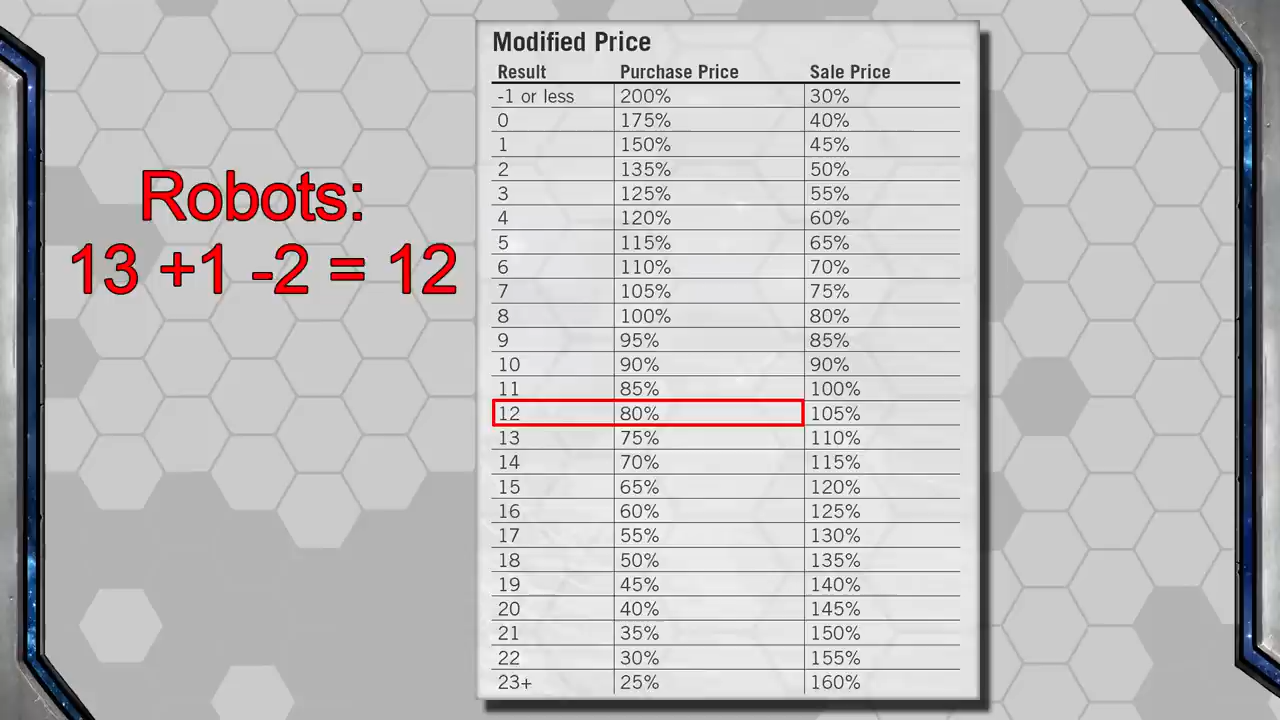 Robots:
13 +1 -2 = 12
Modified Price
Result Purchase Price Sale Price
-1 or less 200% 30%
0 175% 40%
1 150% 45%
2 135% 50%
3 125% 55%
4 120% 60%
5 115% 65%
6 110% 70%
7 105% 75%
8 100% 80%
9 95% 85%
10 90% 90%
11 85% 100%
12 80% 105%
13 75% 110%
14 70% 115%
15 65% 120%
16 60% 125%
17 55% 130%
18 50% 135%
19 45% 140%
20 40% 145%
21 35% 150%
22 30% 155%
23+ 25% 160%